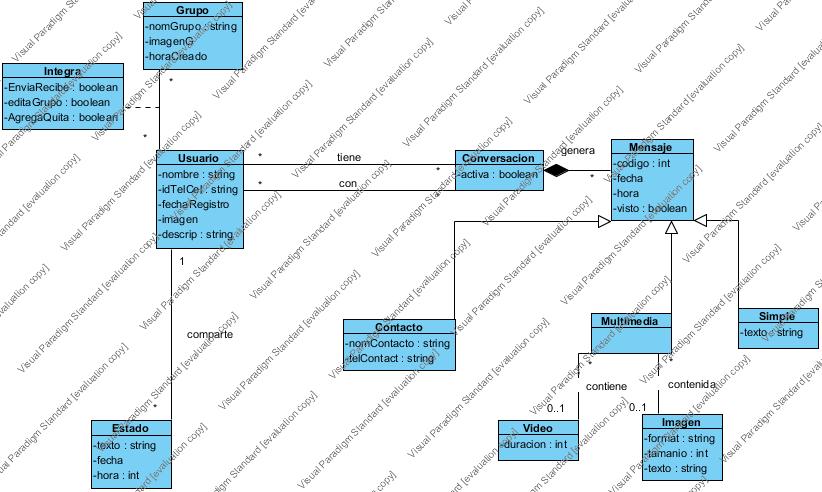 Grupo
-nomGrupo : string
-imagenG
-horaCreado
Integra
-EnviaRecibe : boolean
-editaGrupo : boolean
-AgregaQuita : boolean
*
*
Usuario
-nombre : string
-idTelCel : string
-fechaRegistro
-imagen
-descrip : string
* tiene *
* con *
Conversacion
-activa : boolean
genera
*
Mensaje
-codigo : int
-fecha
-hora
-visto : boolean
1
comparte
*
Estado
-texto : string
-fecha
-hora : int
Contacto
-nomContacto : string
-telContact : string
Multimedia
Simple
-texto : string
*
contiene
0..1
*
contenida
0..1
Video
-duracion : int
Imagen
-format : string
-tamanio : int
-texto : string
Visual Paradigm Standard [evaluation copy]